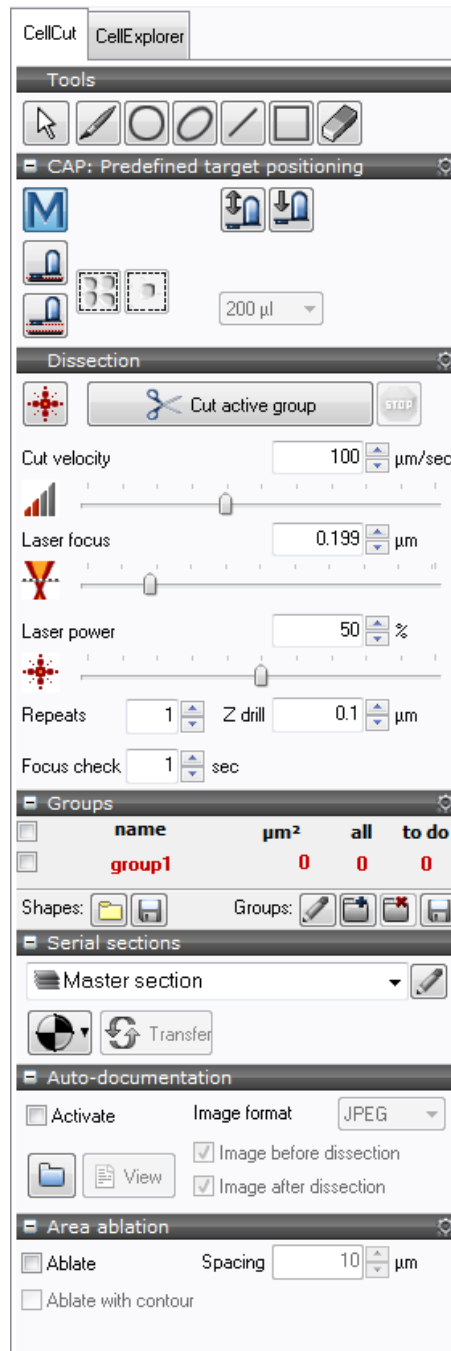 CellCut CellExplorer
Tools
CAP: Predefined target positioning
M
200 µl
Dissection
Cut active group STOP
Cut velocity 100 µm/sec
Laser focus 0.199 µm
Laser power 50 %
Repeats 1 Z drill 0.1 µm
Focus check 1 sec
Groups
name µm² all to do
group1 0 0 0
Shapes: Groups:
Serial sections
Master section
Transfer
Auto-documentation
Activate Image format JPEG
Image before dissection
View
Image after dissection
Area ablation
Ablate Spacing 10 µm
Ablate with contour